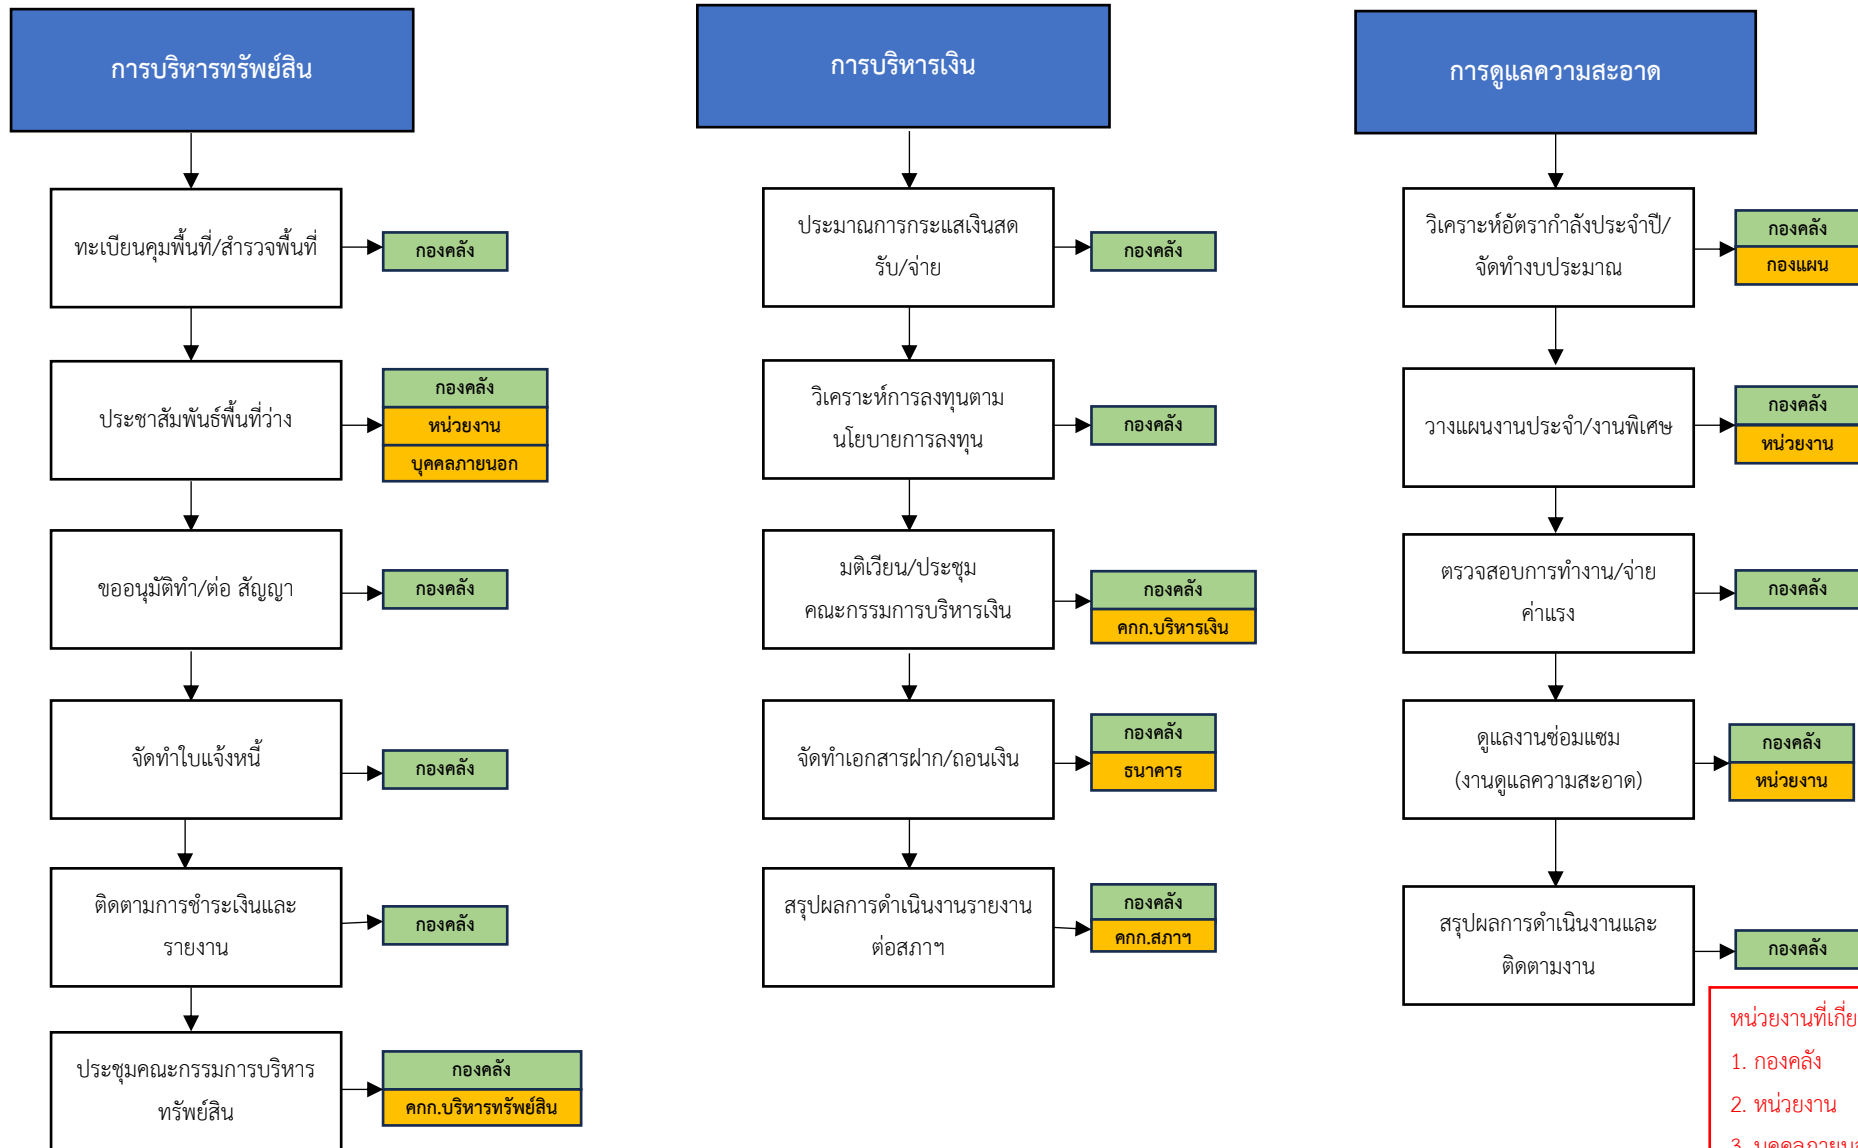 การบริหารทรัพย์สิน
ทะเบียนคุมพื้นที่/สำรวจพื้นที่
กองคลัง
ประชาสัมพันธ์พื้นที่ว่าง
กองคลัง
หน่วยงาน
บุคคลภายนอก
ขออนุมัติทำ/ต่อ สัญญา
กองคลัง
จัดทำใบแจ้งหนี้
กองคลัง
ติดตามการชำระเงินและ
รายงาน
กองคลัง
ประชุมคณะกรรมการบริหาร
ทรัพย์สิน
กองคลัง
คกก.บริหารทรัพย์สิน
การบริหารเงิน
ประมาณการกระแสเงินสด
รับ/จ่าย
กองคลัง
วิเคราะห์การลงทุนตาม
นโยบายการลงทุน
กองคลัง
มติเวียน/ประชุม
คณะกรรมการบริหารเงิน
กองคลัง
คกก.บริหารเงิน
จัดทำเอกสารฝาก/ถอนเงิน
กองคลัง
ธนาคาร
สรุปผลการดำเนินงานรายงาน
ต่อสภาฯ
กองคลัง
คกก.สภาฯ
การดูแลความสะอาด
วิเคราะห์อัตรากำลังประจำปี/
จัดทำงบประมาณ
กองคลัง
กองแผน
วางแผนงานประจำ/งานพิเศษ
กองคลัง
หน่วยงาน
ตรวจสอบการทำงาน/จ่าย
ค่าแรง
กองคลัง
ดูแลงานซ่อมแซม
(งานดูแลความสะอาด)
กองคลัง
หน่วยงาน
สรุปผลการดำเนินงานและ
ติดตามงาน
กองคลัง
หน่วยงานที่เกี่ย
1. กองคลัง
2. หน่วยงาน